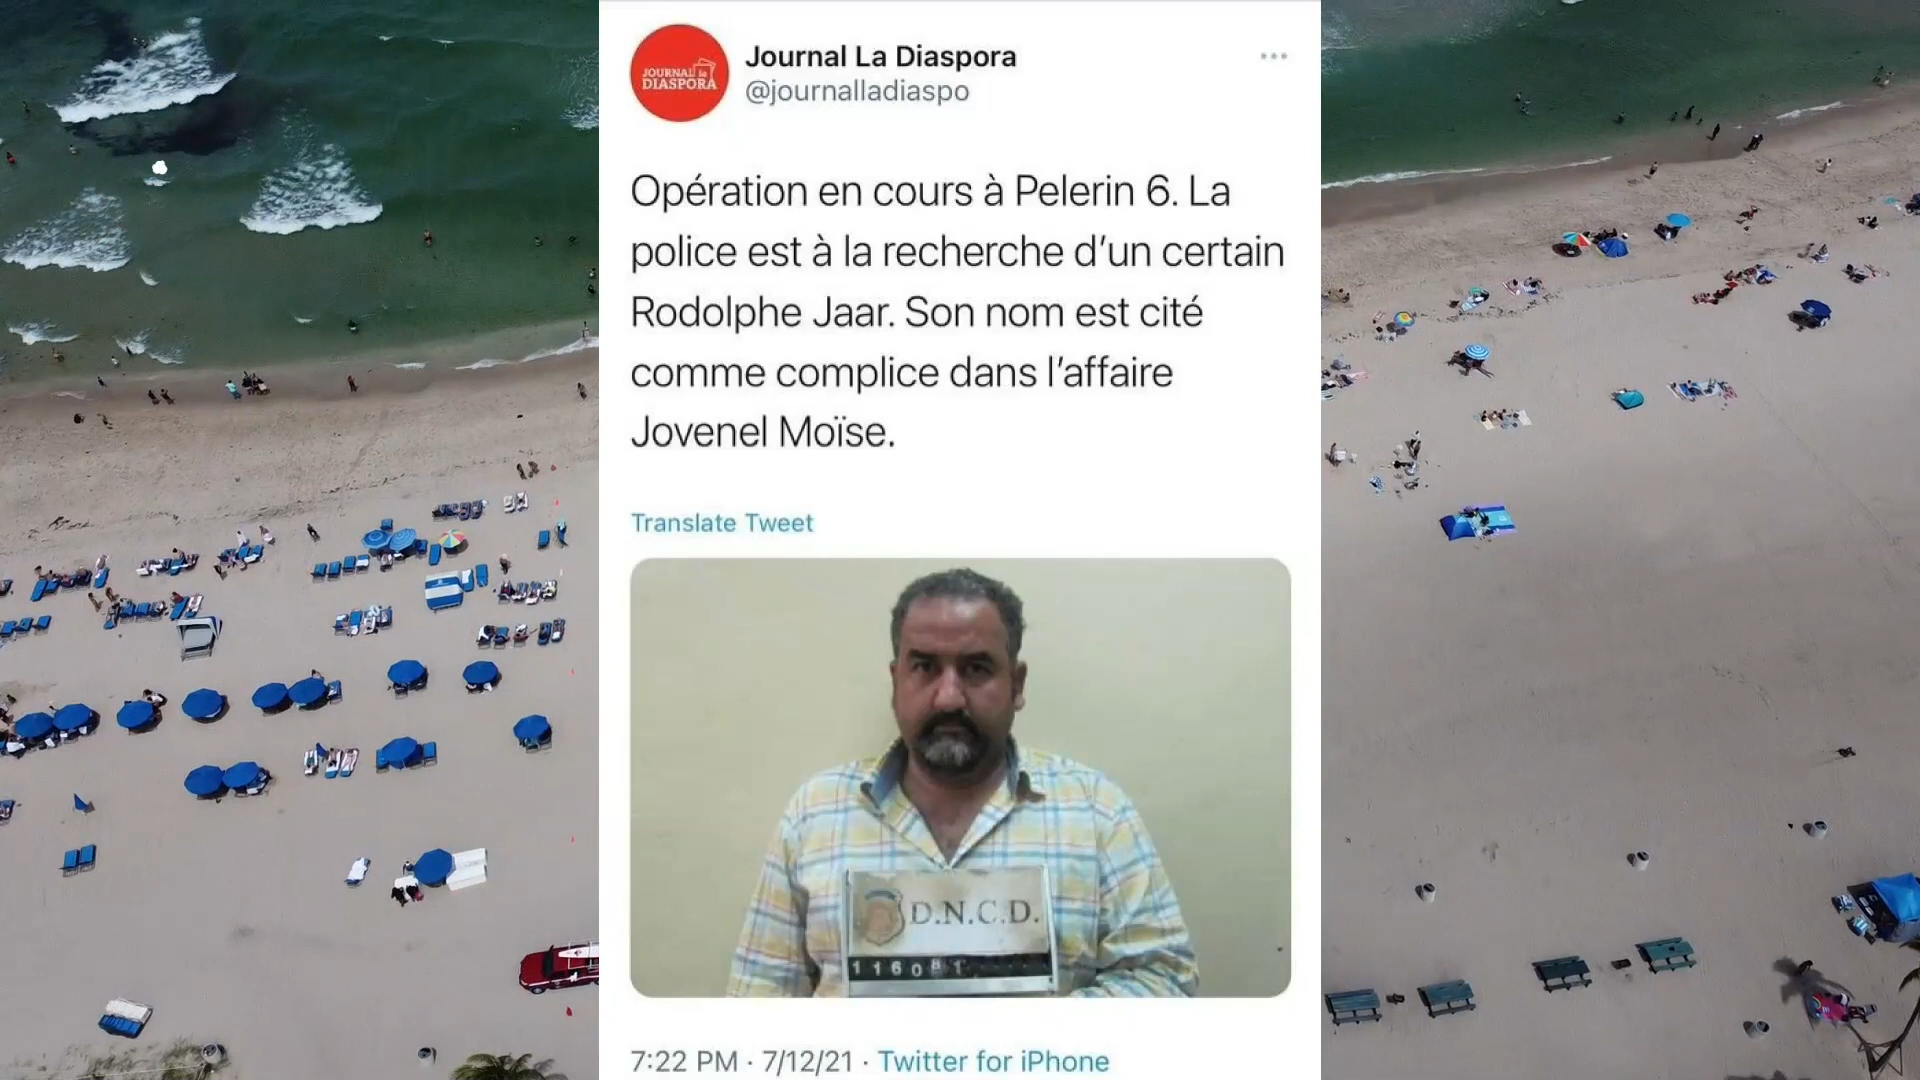 JOURNAL la
DIASPORA
Journal La Diaspora
@journalladiaspo
Opération en cours à Pelerin 6. La
police est à la recherche d’un certain
Rodolphe Jaar. Son nom est cité
comme complice dans l’affaire
Jovenel Moïse.
Translate Tweet
D.N.C.D.
116081
7:22 PM · 7/12/21 · Twitter for iPhone